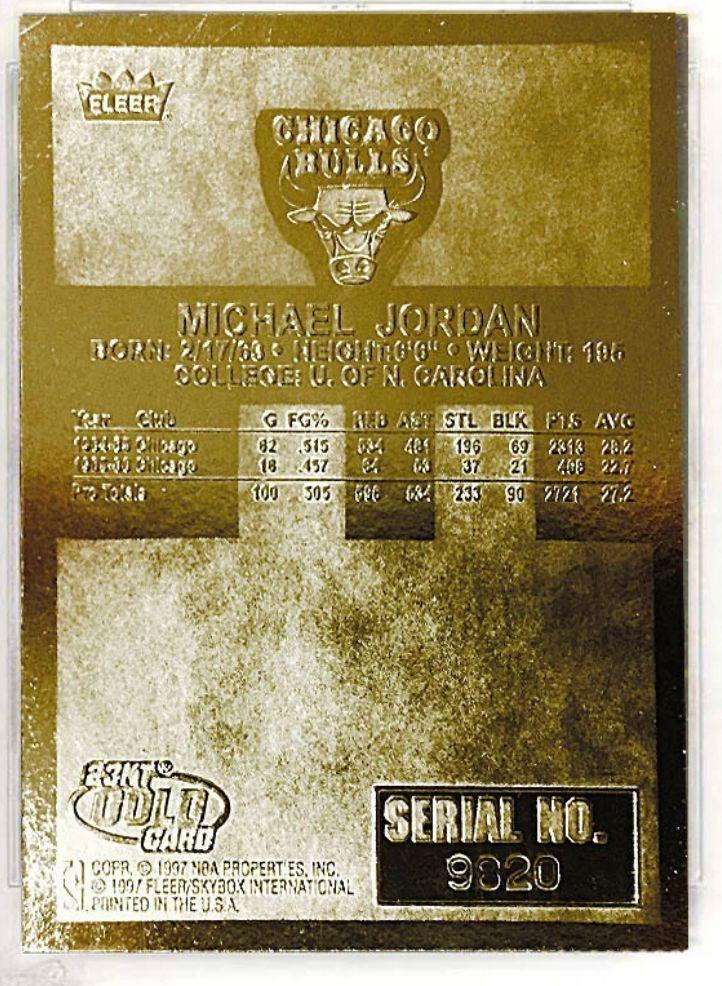 FLEER
CHICAGO
BULLS
MICHAEL JORDAN
BORN: 2/17/63 • HEIGHT: 6'6" • WEIGHT: 195
COLLEGE: U. OF N. CAROLINA
Year Club G FG% REB AST STL BLK PTS AVG
1984-85 Chicago 82 .515 534 481 196 69 2313 28.2
1985-86 Chicago 18 .457 64 53 37 21 408 22.7
Pro Totals 100 .505 598 534 233 90 2721 27.2
23KT®
GOLD
CARD
SERIAL NO.
9820
COPR. © 1997 NBA PROPERTIES, INC.
© 1997 FLEER/SKYBOX INTERNATIONAL
PRINTED IN THE U.S.A.